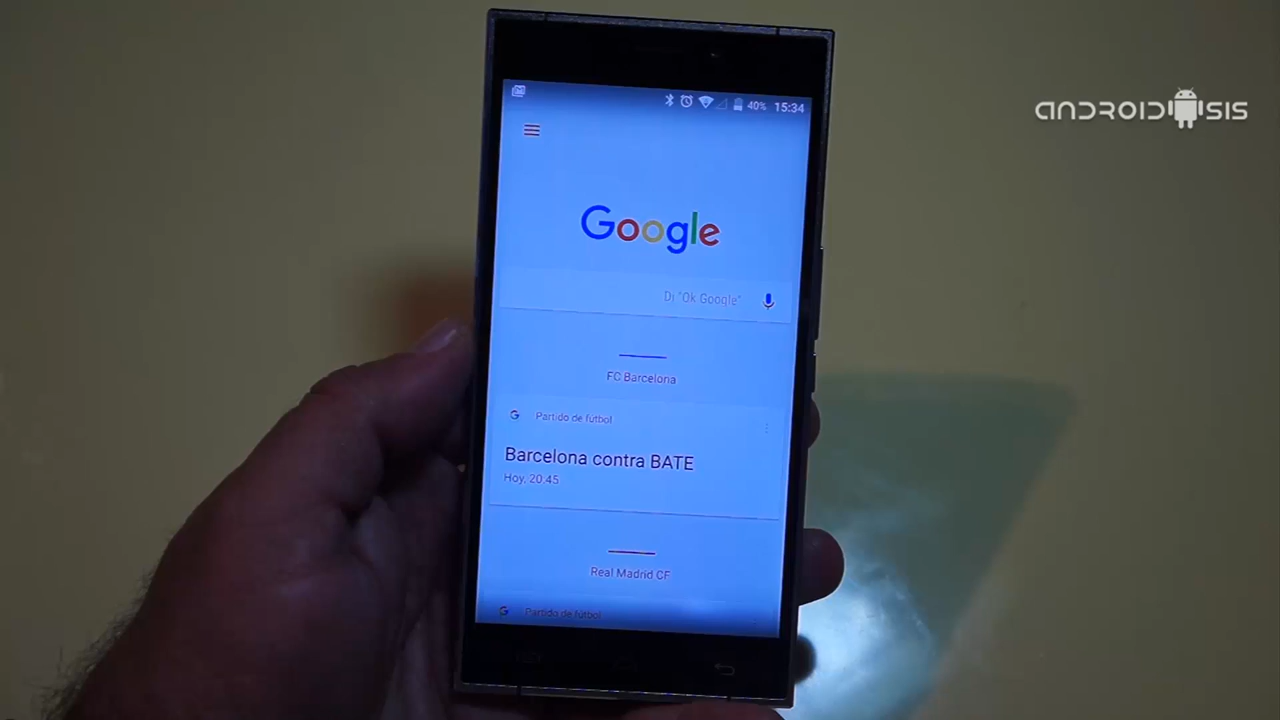 40% 15:34
ANDROIDSIS
Google
Di "Ok Google"
FC Barcelona
G Partido de fútbol
Barcelona contra BATE
Hoy, 20:45
Real Madrid CF
G Partido de fútbol